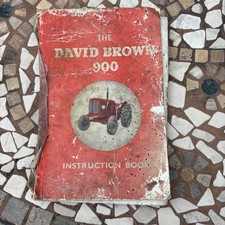 THE
DAVID BROWN
900
INSTRUCTION BOOK